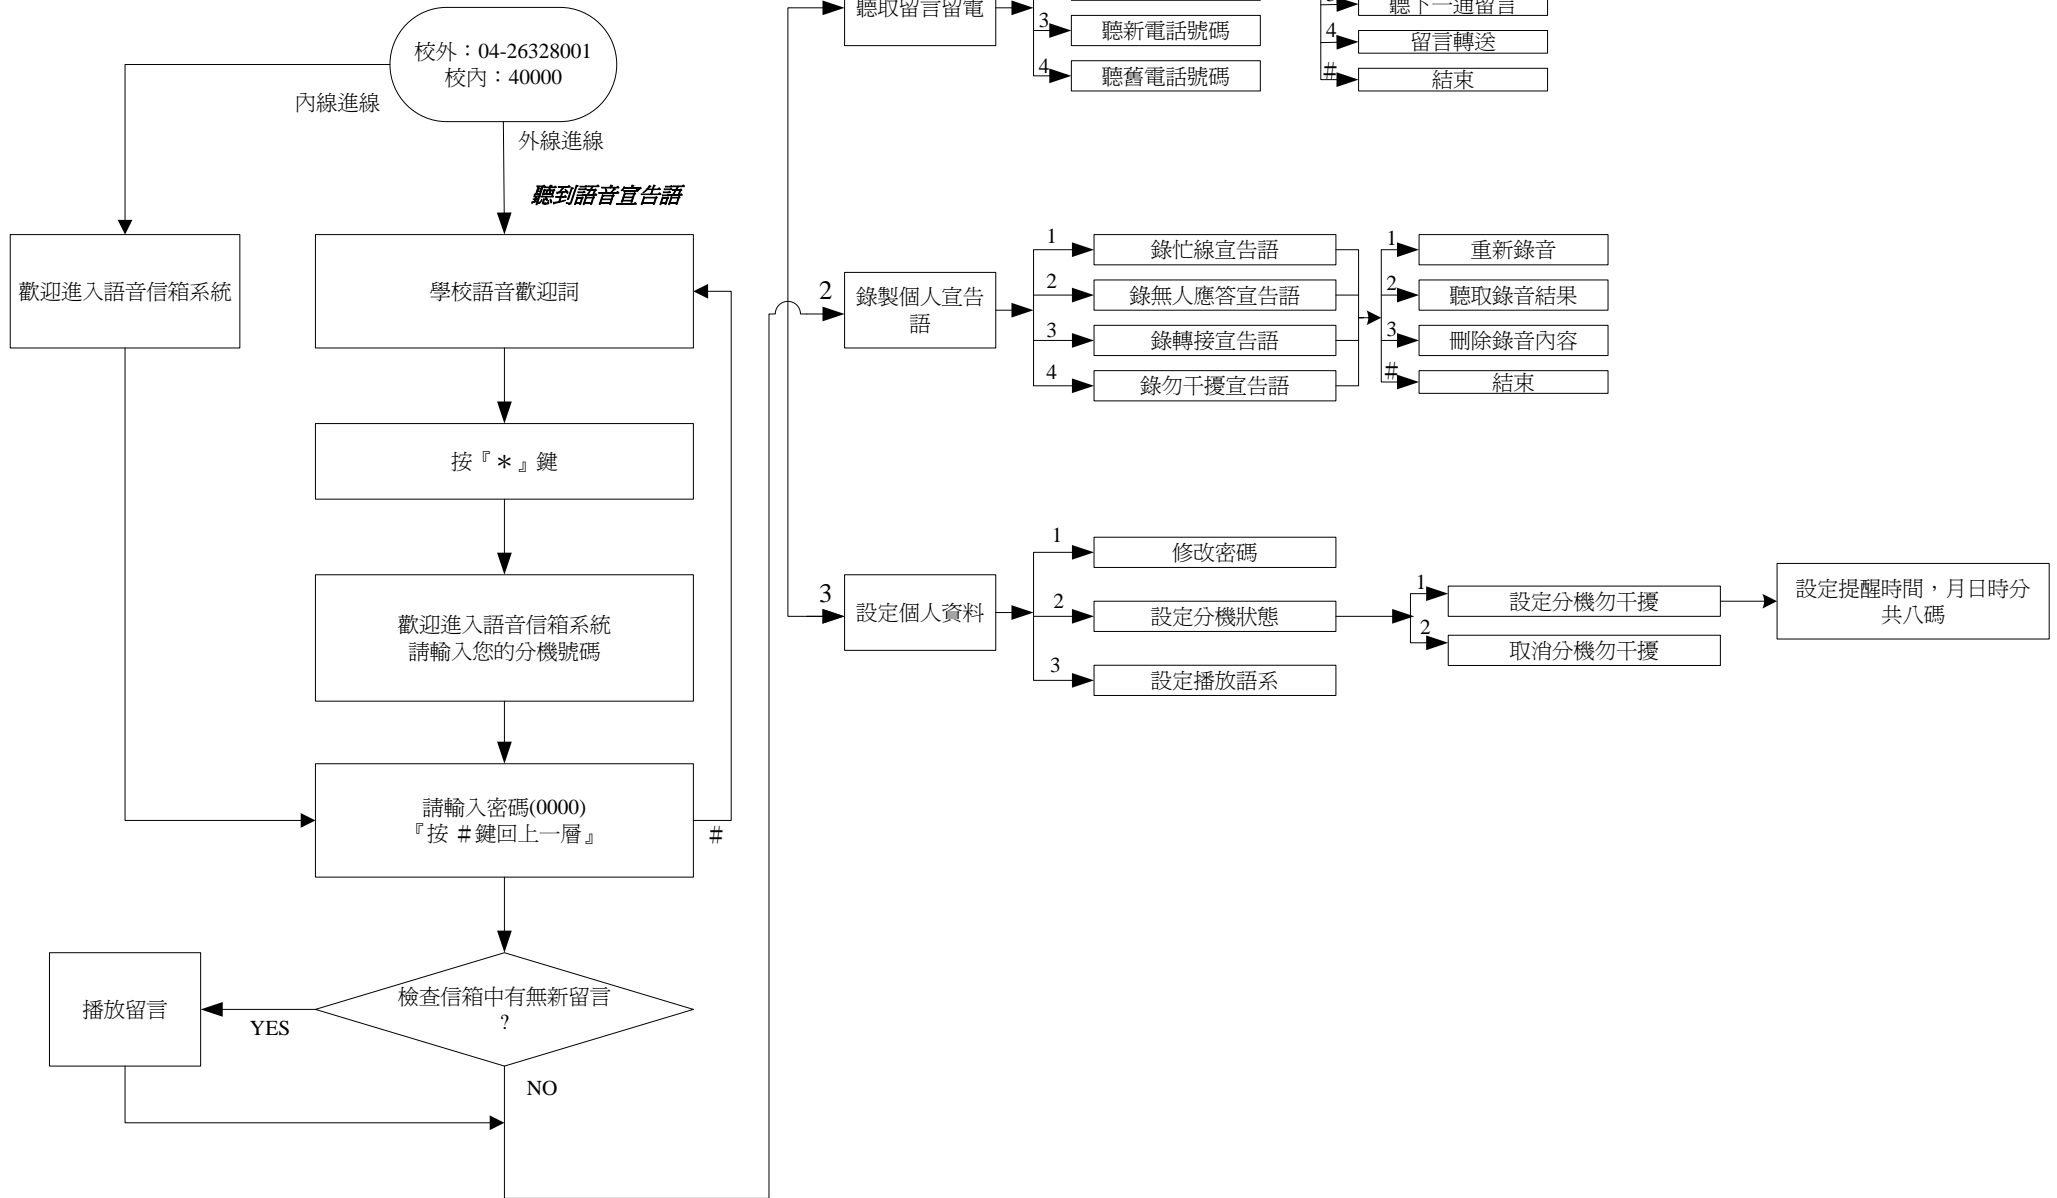 校外：04-26328001
校內：40000
內線進線
外線進線
聽到語音宣告語
歡迎進入語音信箱系統
學校語音歡迎詞
按『＊』鍵
歡迎進入語音信箱系統
請輸入您的分機號碼
請輸入密碼(0000)
『按 ＃鍵回上一層』
＃
檢查信箱中有無新留言
?
YES
播放留言
NO
聽取留言留電
3
聽新電話號碼
4
聽舊電話號碼
聽下一通留言
4
留言轉送
#
結束
2
錄製個人宣告
語
1
錄忙線宣告語
2
錄無人應答宣告語
3
錄轉接宣告語
4
錄勿干擾宣告語
1
重新錄音
2
聽取錄音結果
3
刪除錄音內容
#
結束
3
設定個人資料
1
修改密碼
2
設定分機狀態
3
設定播放語系
1
設定分機勿干擾
2
取消分機勿干擾
設定提醒時間，月日時分
共八碼